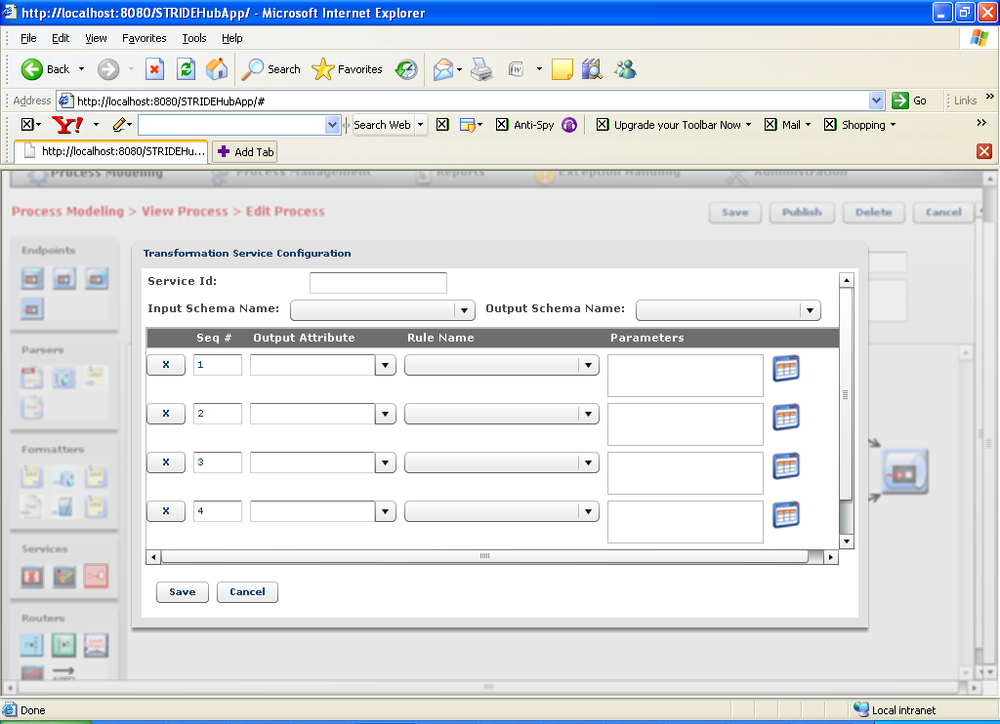 http://localhost:8080/STRIDEHubApp/ - Microsoft Internet Explorer
File Edit View Favorites Tools Help
Back Search Favorites
Address http://localhost:8080/STRIDEHubApp/# Go Links »
Y! Search Web Anti-Spy Upgrade your Toolbar Now Mail Shopping »
http://localhost:8080/STRIDEHu... Add Tab
Process Modeling Process Management Reports Exception Handling Administration
Process Modeling > View Process > Edit Process Save Publish Delete Cancel
Endpoints
Parsers
Formatters
Services
Routers
Transformation Service Configuration
Service Id:
Input Schema Name: Output Schema Name:
Seq # Output Attribute Rule Name Parameters
X 1
X 2
X 3
X 4
Save Cancel
Done Local intranet